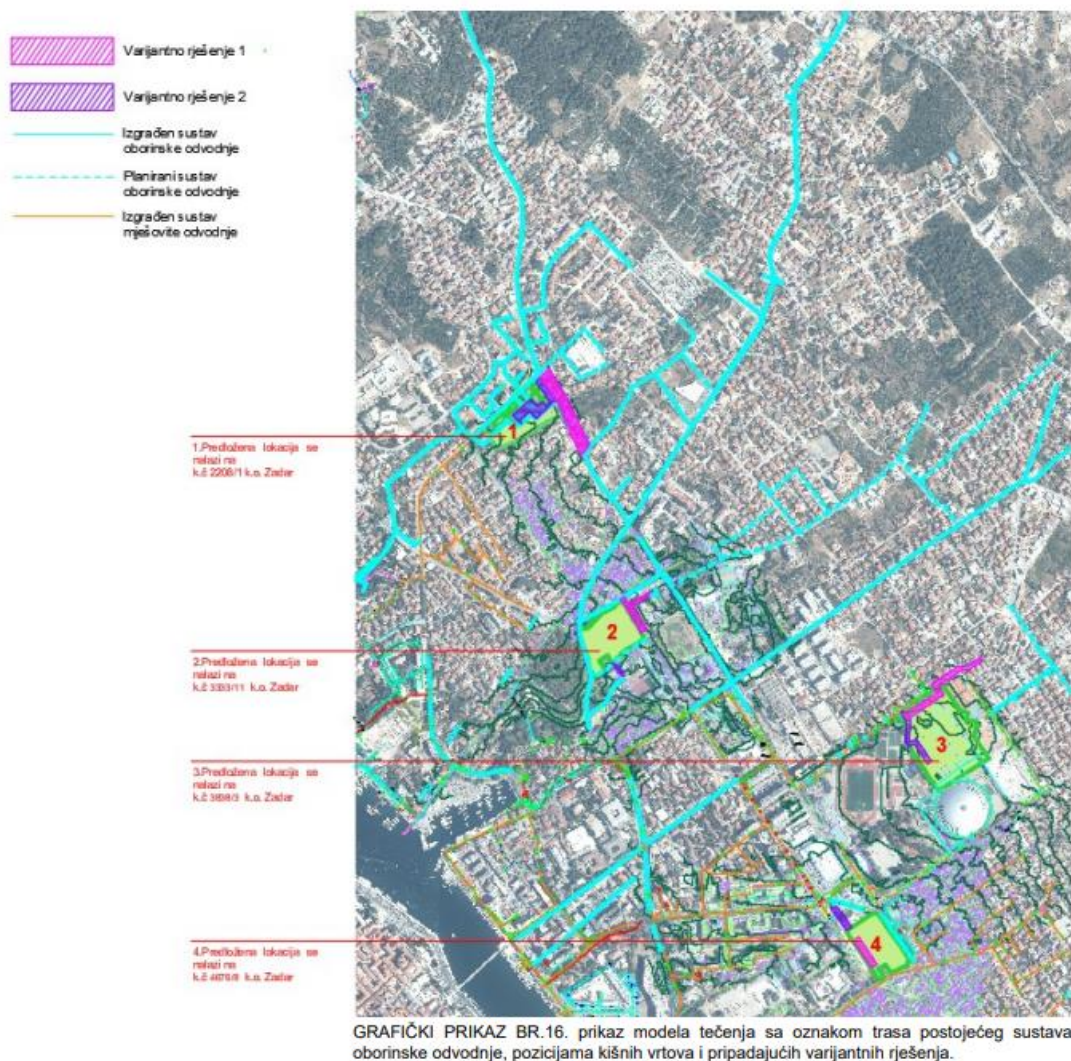 Varijantno rješenje 1
Varijantno rješenje 2
Izgrađen sustav
oborinske odvodnje
Planirani sustav
oborinske odvodnje
Izgrađen sustav
mješovite odvodnje
1
1.Predložena lokacija se
nalazi na
k.č 2208/1 k.o. Zadar
2
2.Predložena lokacija se
nalazi na
k.č 3393/11 k.o. Zadar
3
3.Predložena lokacija se
nalazi na
k.č k.o. Zadar
4
4.Predložena lokacija se
nalazi na
k.č k.o. Zadar
GRAFIČKI PRIKAZ BR.16. prikaz modela tečenja sa oznakom trasa postojećeg sustava
oborinske odvodnje, pozicijama kišnih vrtova i pripadajućih varijantnih rješenja.